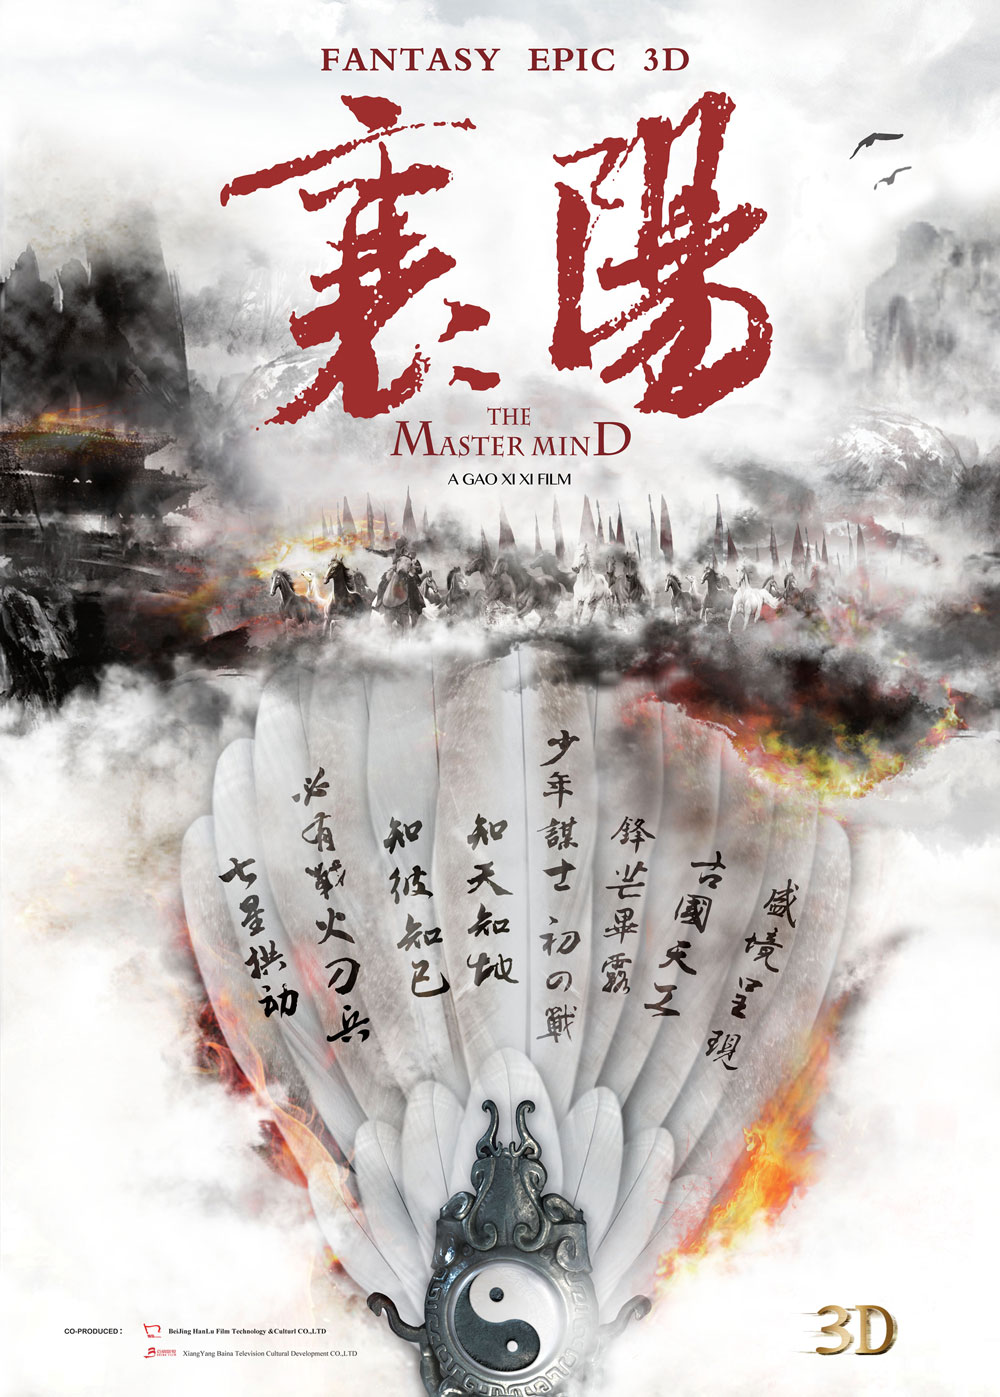 FANTASY EPIC 3D
襄陽
THE
MASTER MIND
A GAO XI XI FILM
七星拱动
必有戰火刀兵
知彼知己
知天知地
少年謀士 初の戰
鋒芒畢露
古國天工
盛境呈現
CO-PRODUCED：
BeiJing HanLu Film Technology &Culturl CO.,LTD
XiangYang Baina Television Cultural Development CO.,LTD
3D